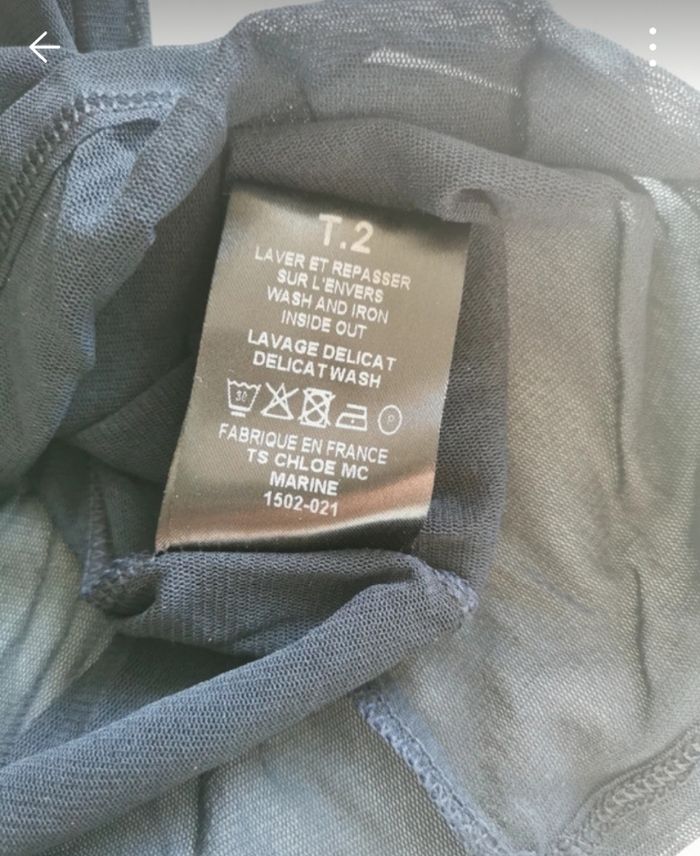 T.2
LAVER ET REPASSER
SUR L'ENVERS
WASH AND IRON
INSIDE OUT
LAVAGE DELICAT
DELICAT WASH
30 P
FABRIQUE EN FRANCE
TS CHLOE MC
MARINE
1502-021